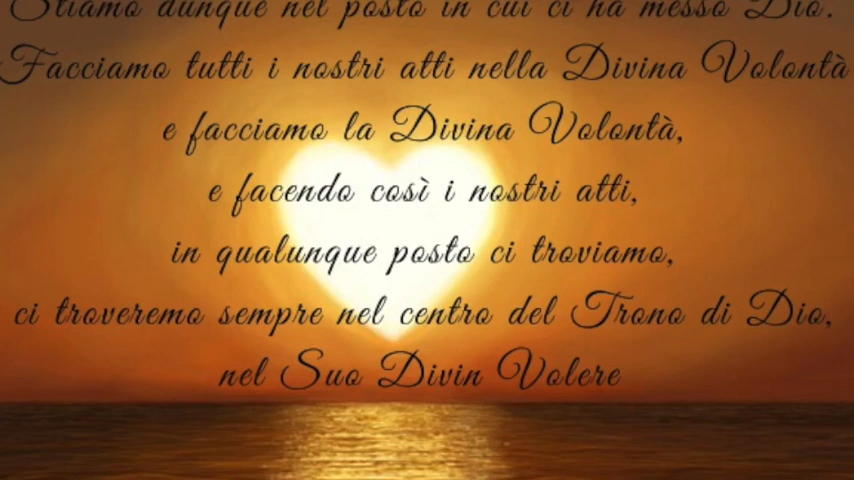 Stiamo dunque nel posto in cui ci ha messo Dio.
Facciamo tutti i nostri atti nella Divina Volontà
e facciamo la Divina Volontà,
e facendo così i nostri atti,
in qualunque posto ci troviamo,
ci troveremo sempre nel centro del Trono di Dio,
nel Suo Divin Volere